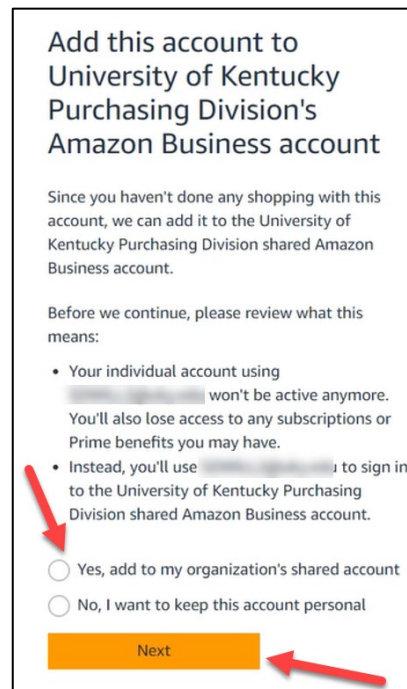 Add this account to
University of Kentucky
Purchasing Division's
Amazon Business account
Since you haven't done any shopping with this
account, we can add it to the University of
Kentucky Purchasing Division shared Amazon
Business account.
Before we continue, please review what this
means:
• Your individual account using
won't be active anymore.
You'll also lose access to any subscriptions or
Prime benefits you may have.
• Instead, you'll use to sign in
to the University of Kentucky Purchasing
Division shared Amazon Business account.
Yes, add to my organization's shared account
No, I want to keep this account personal
Next